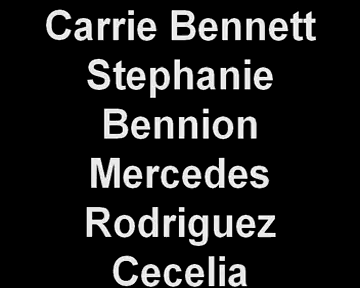 Carrie Bennett
Stephanie
Bennion
Mercedes
Rodriguez
Cecelia